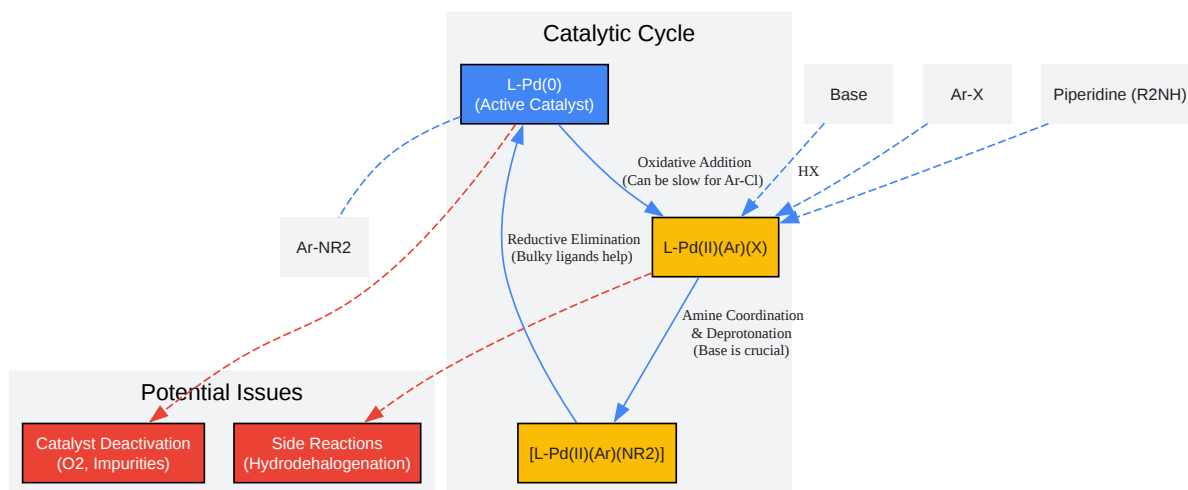 Catalytic Cycle
L-Pd(0)
(Active Catalyst)
Base
Ar-X
Piperidine (R2NH)
Oxidative Addition
(Can be slow for Ar-Cl)
HX
Ar-NR2
Reductive Elimination
(Bulky ligands help)
L-Pd(II)(Ar)(X)
Amine Coordination
& Deprotonation
(Base is crucial)
Potential Issues
Catalyst Deactivation
(O2, Impurities)
Side Reactions
(Hydrodehalogenation)
[L-Pd(II)(Ar)(NR2)]